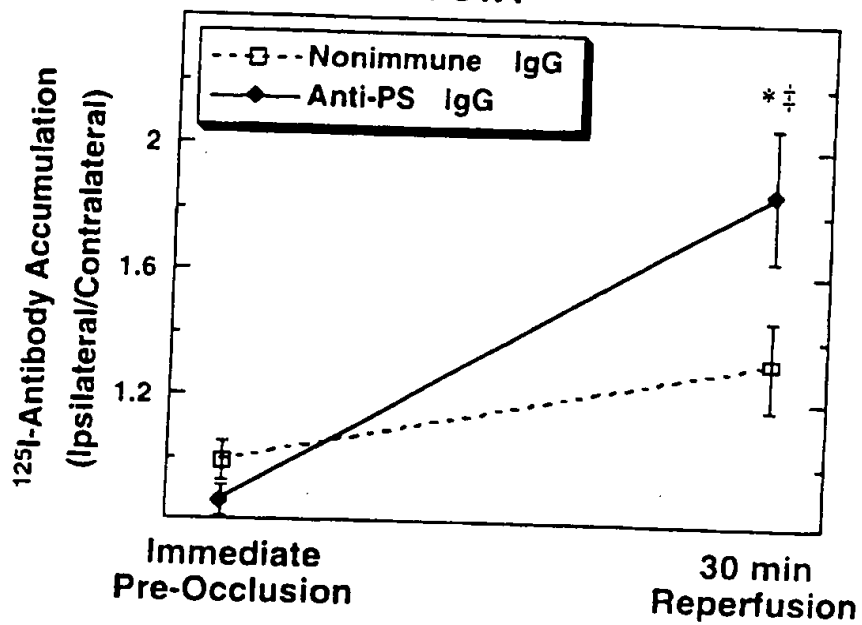 Nonimmune IgG
Anti-PS IgG
*‡
2
1.6
1.2
¹²⁵I-Antibody Accumulation
(Ipsilateral/Contralateral)
Immediate
Pre-Occlusion
30 min
Reperfusion